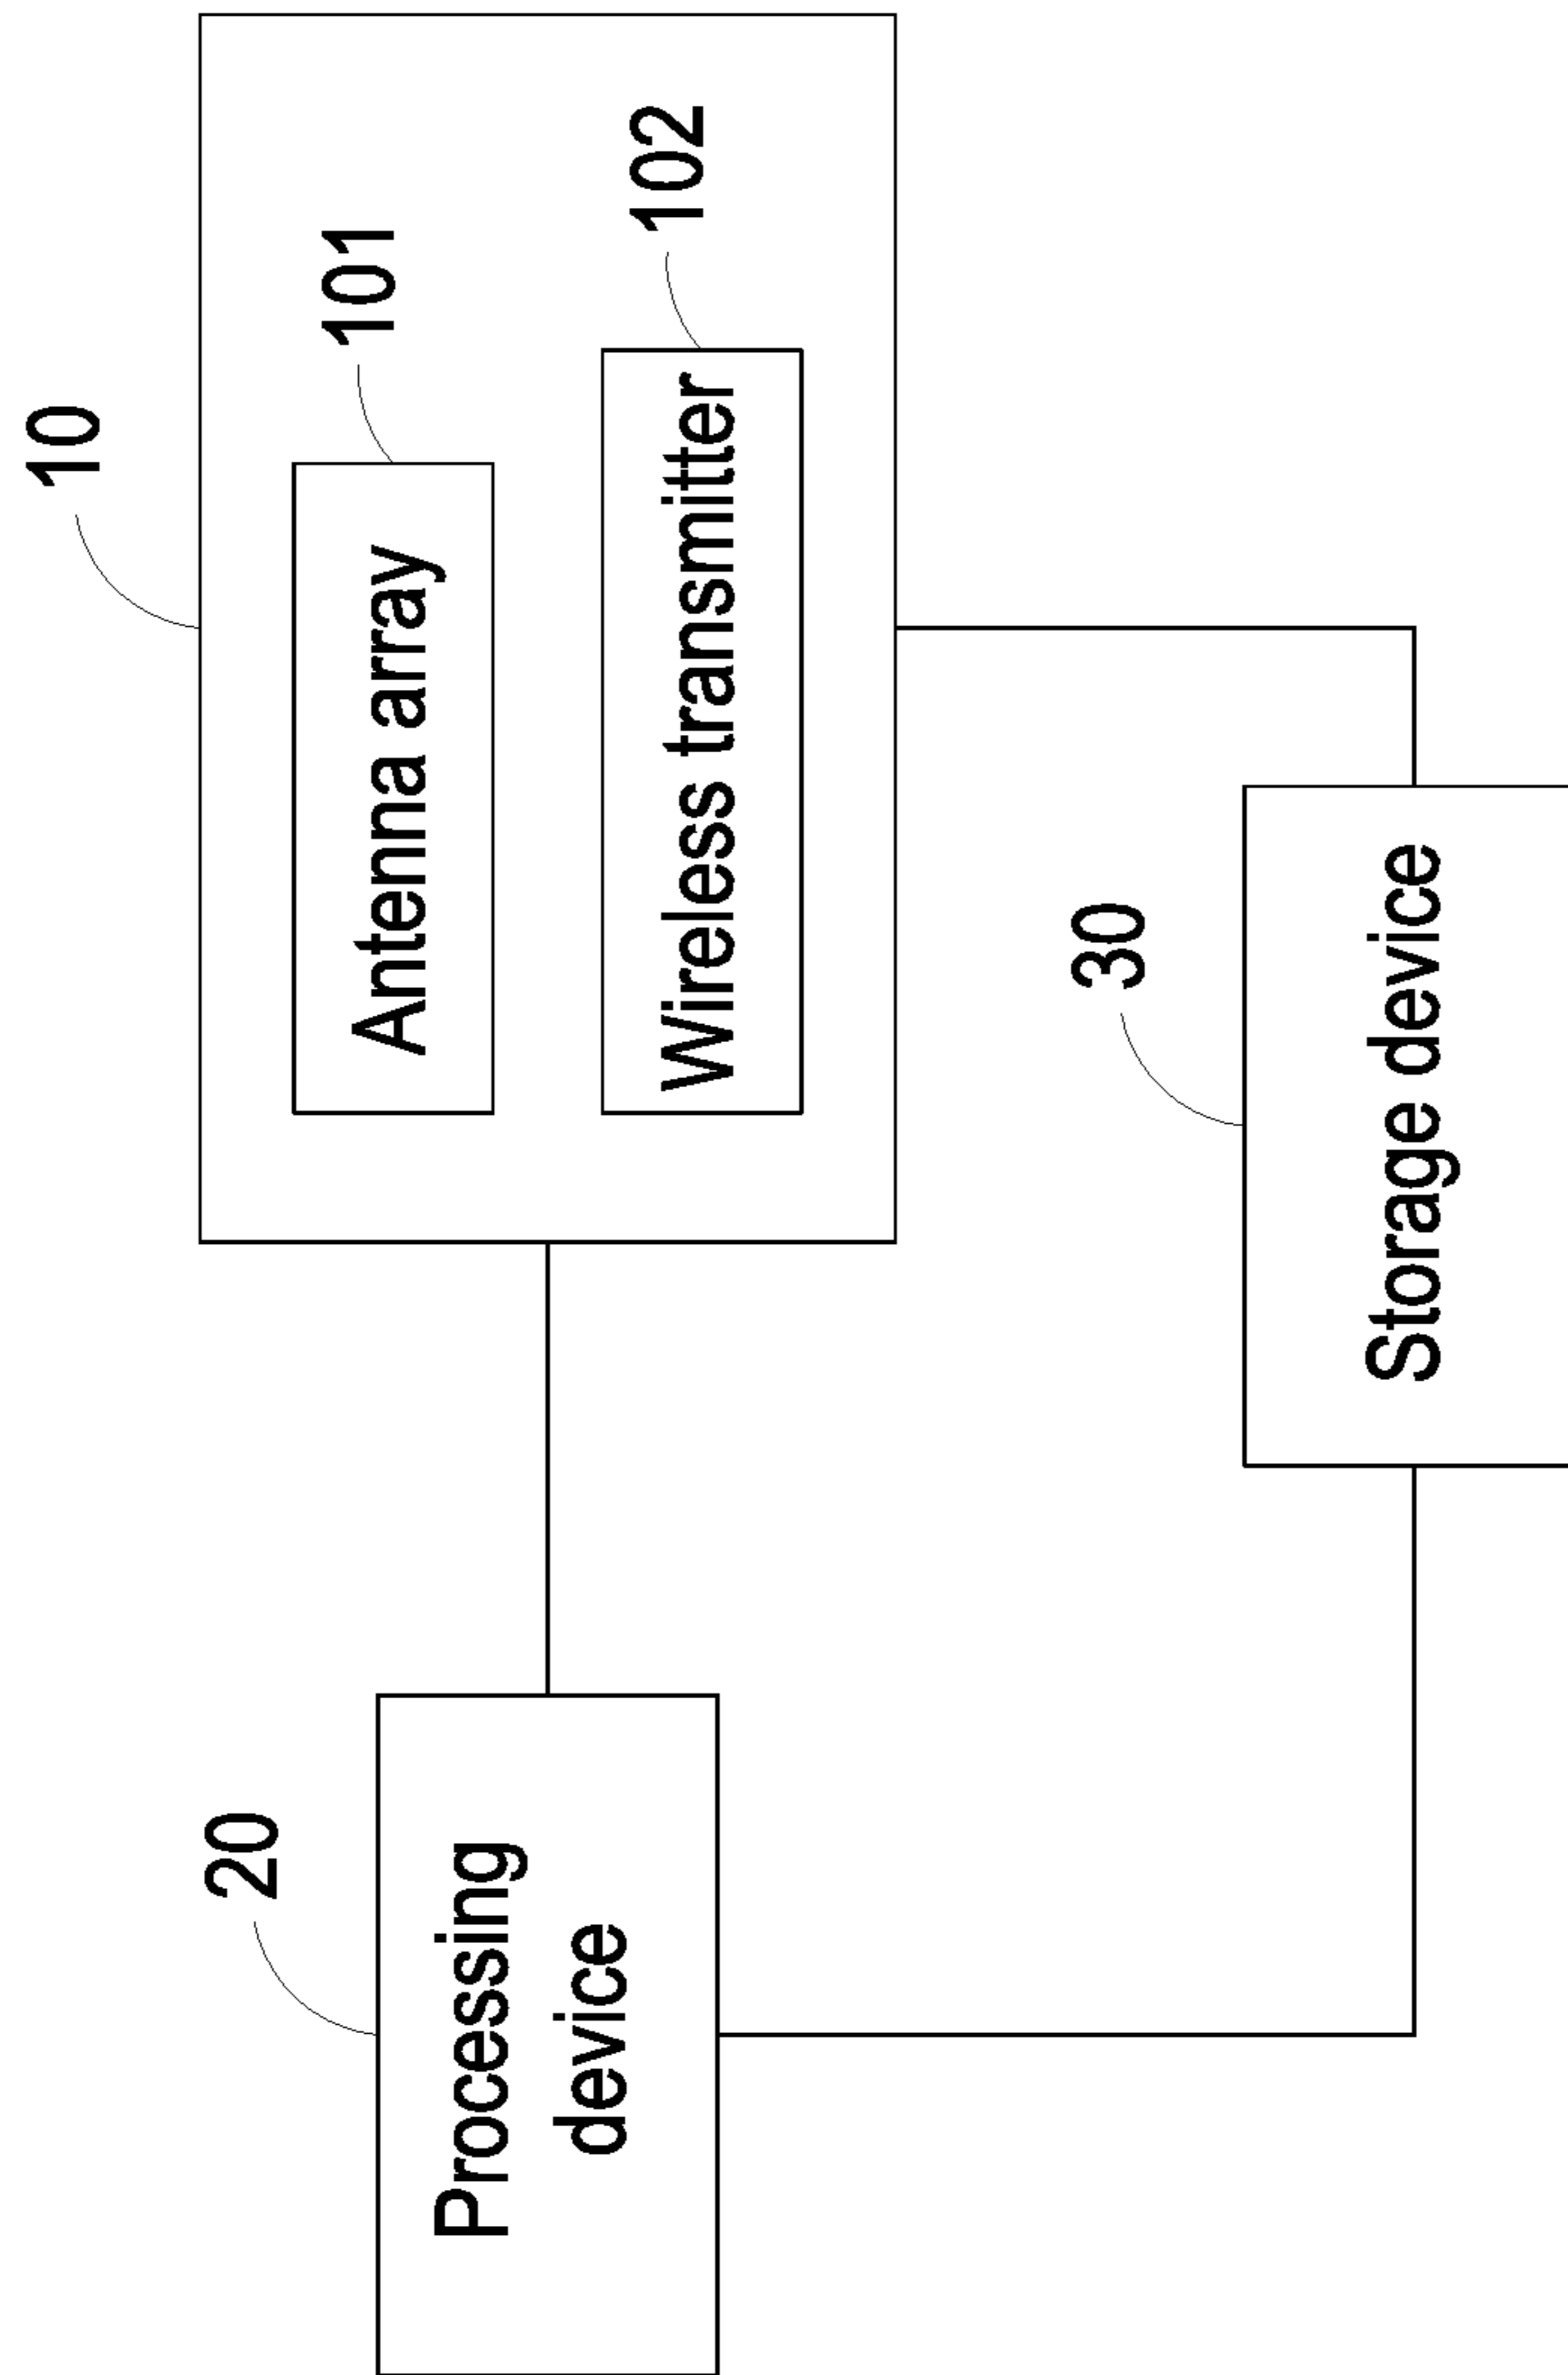 10
101
Antenna array
102
Wireless transmitter
20
Processing
device
30
Storage device